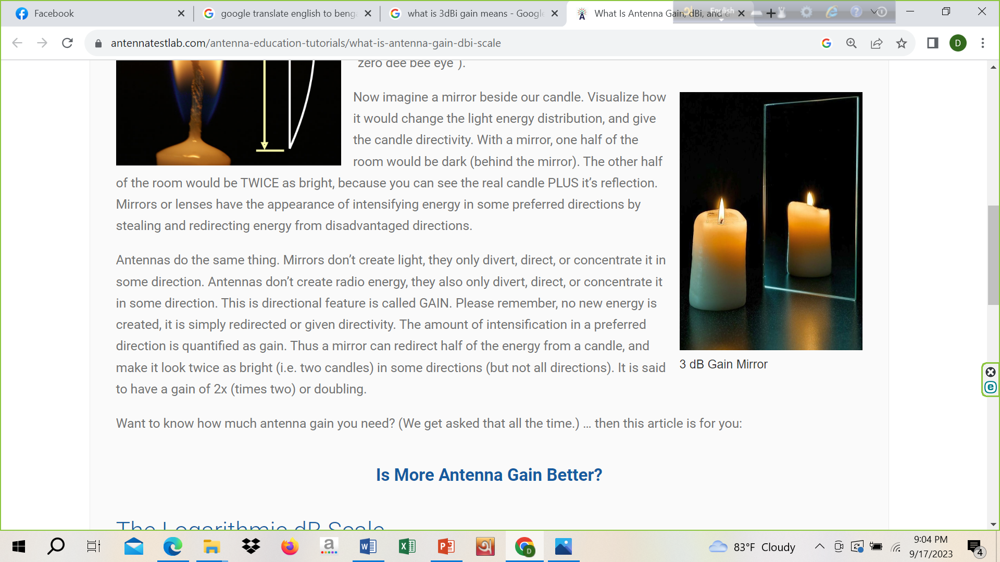 Facebook
google translate english to benga
what is 3dBi gain means - Google
What Is Antenna Gain, dBi, and d
English
antennatestlab.com/antenna-education-tutorials/what-is-antenna-gain-dbi-scale
D
zero dee bee eye").
Now imagine a mirror beside our candle. Visualize how
it would change the light energy distribution, and give
the candle directivity. With a mirror, one half of the
room would be dark (behind the mirror). The other half
of the room would be TWICE as bright, because you can see the real candle PLUS it’s reflection.
Mirrors or lenses have the appearance of intensifying energy in some preferred directions by
stealing and redirecting energy from disadvantaged directions.
Antennas do the same thing. Mirrors don’t create light, they only divert, direct, or concentrate it in
some direction. Antennas don’t create radio energy, they also only divert, direct, or concentrate it
in some direction. This is directional feature is called GAIN. Please remember, no new energy is
created, it is simply redirected or given directivity. The amount of intensification in a preferred
direction is quantified as gain. Thus a mirror can redirect half of the energy from a candle, and
make it look twice as bright (i.e. two candles) in some directions (but not all directions). It is said
to have a gain of 2x (times two) or doubling.
3 dB Gain Mirror
Want to know how much antenna gain you need? (We get asked that all the time.) … then this article is for you:
Is More Antenna Gain Better?
The Logarithmic dB Scale
83°F Cloudy
9:04 PM
9/17/2023
4